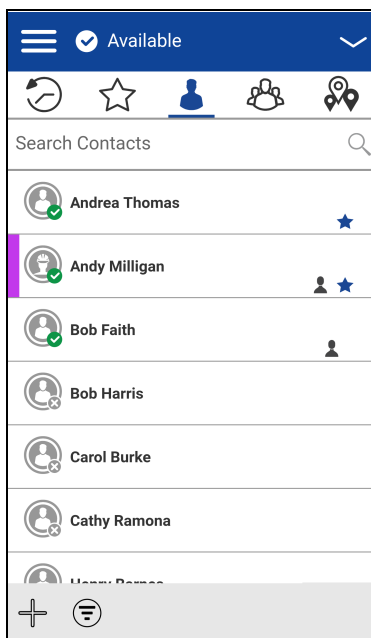 Available
Search Contacts
Andrea Thomas
Andy Milligan
Bob Faith
Bob Harris
Carol Burke
Cathy Ramona